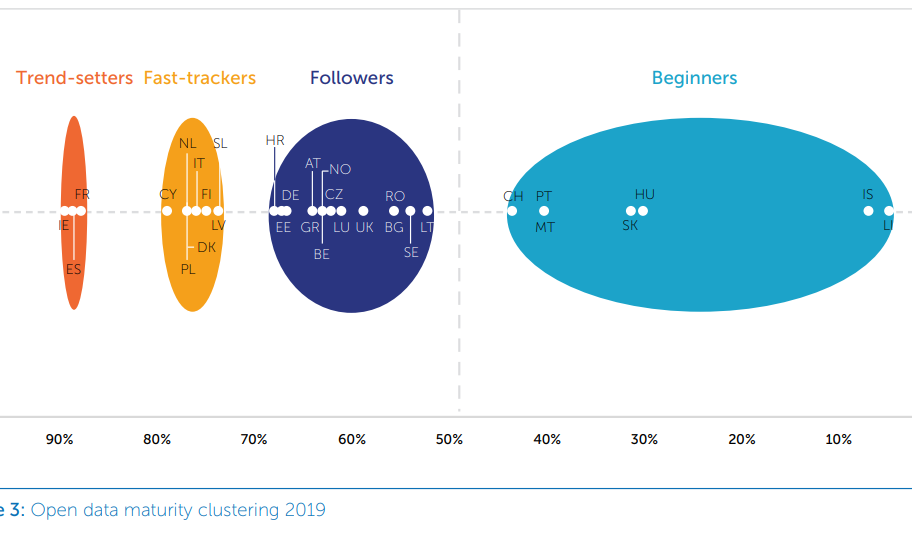 Trend-setters Fast-trackers Followers Beginners
HR
NL SL
IT
AT
NO
FR CY FI DE CZ RO CH PT HU IS
IE LV EE GR LU UK BG LT MT SK LI
DK
BE SE
ES PL
90% 80% 70% 60% 50% 40% 30% 20% 10%
e 3: Open data maturity clustering 2019